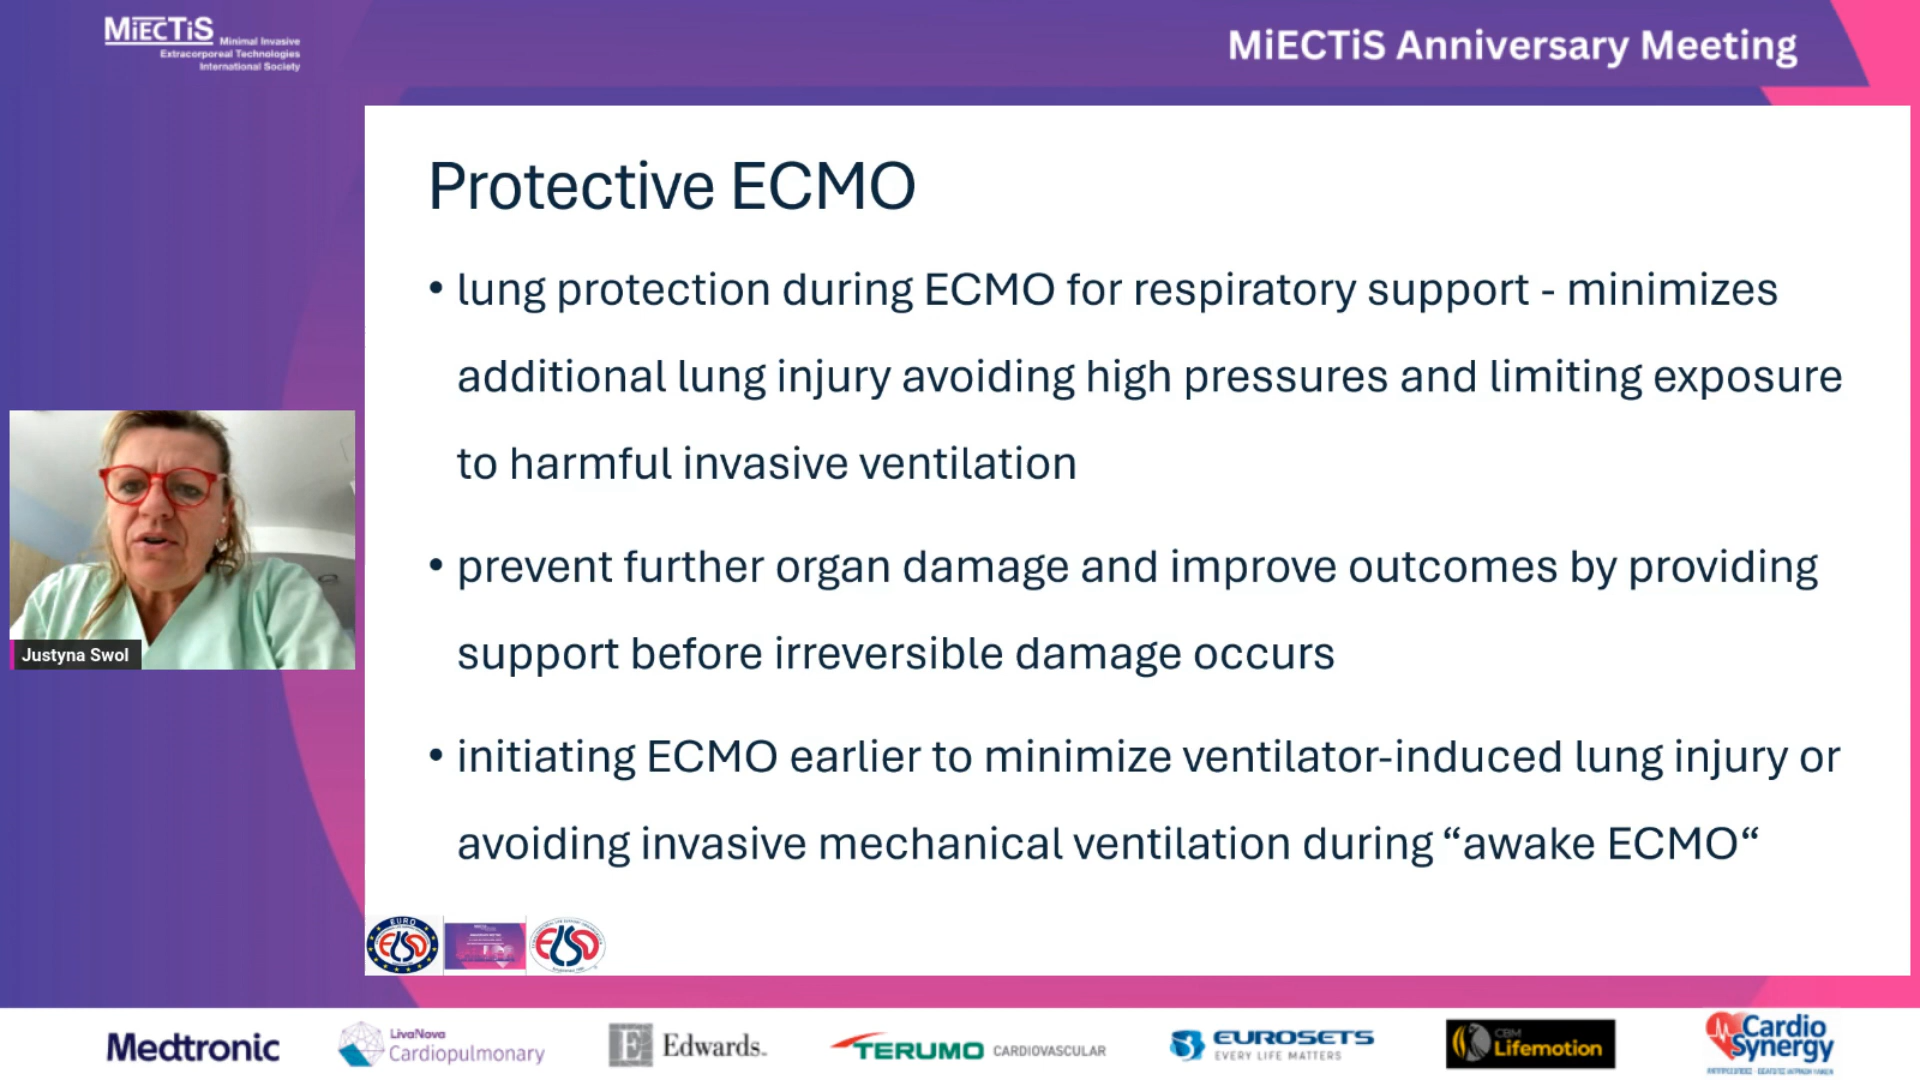 MiECTiS Minimal Invasive
Extracorporeal Technologies
International Society
MiECTiS Anniversary Meeting
Protective ECMO
• lung protection during ECMO for respiratory support - minimizes
additional lung injury avoiding high pressures and limiting exposure
to harmful invasive ventilation
• prevent further organ damage and improve outcomes by providing
support before irreversible damage occurs
• initiating ECMO earlier to minimize ventilator-induced lung injury or
avoiding invasive mechanical ventilation during “awake ECMO“
Justyna Swol
EURO
ELSO
ELSO
Medtronic
LivaNova
Cardiopulmonary
E Edwards
TERUMO CARDIOVASCULAR
EUROSETS
EVERY LIFE MATTERS
CBM
Lifemotion
Cardio
Synergy